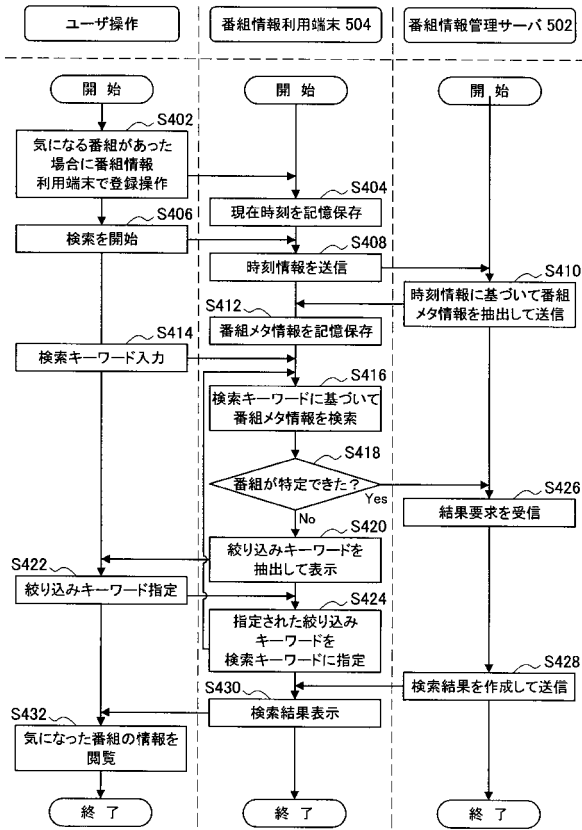 ユーザ操作
番組情報利用端末 504
番組情報管理サーバ 502
開 始
開 始
開 始
S402
気になる番組があった
場合に番組情報
利用端末で登録操作
S404
現在時刻を記憶保存
S406
検索を開始
S408
時刻情報を送信
S410
時刻情報に基づいて番組
メタ情報を抽出して送信
S412
番組メタ情報を記憶保存
S414
検索キーワード入力
S416
検索キーワードに基づいて
番組メタ情報を検索
S418
番組が特定できた？
Yes
No
S426
結果要求を受信
S420
絞り込みキーワードを
抽出して表示
S422
絞り込みキーワード指定
S424
指定された絞り込み
キーワードを
検索キーワードに指定
S428
検索結果を作成して送信
S430
検索結果表示
S432
気になった番組の情報を
閲覧
終 了
終 了
終 了